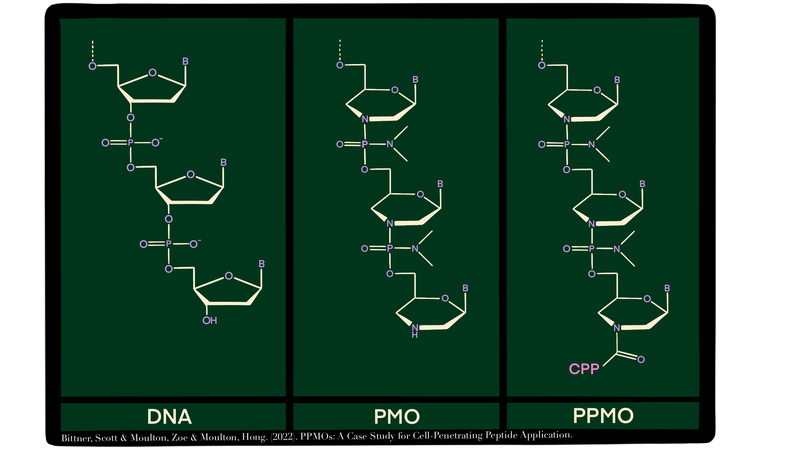 O
O
B
O
O
P
O⁻
O
O
B
O
O
P
O⁻
O
O
B
OH
O
O
B
N
O
P
N
O
O
B
N
O
P
N
O
O
B
N
H
O
O
B
N
O
P
N
O
O
B
N
O
P
N
O
O
B
N
O
CPP
DNA
PMO
PPMO
Bittner, Scott & Moulton, Zoe & Moulton, Hong. [2022]. PPMOs: A Case Study for Cell-Penetrating Peptide Application.